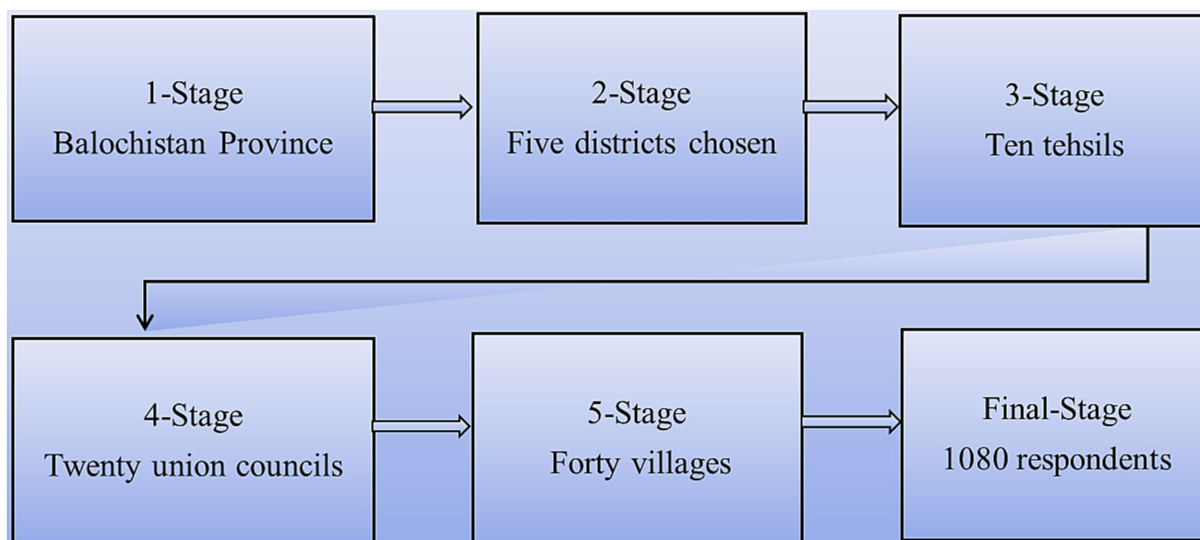 1-Stage
Balochistan Province
2-Stage
Five districts chosen
3-Stage
Ten tehsils
4-Stage
Twenty union councils
5-Stage
Forty villages
Final-Stage
1080 respondents